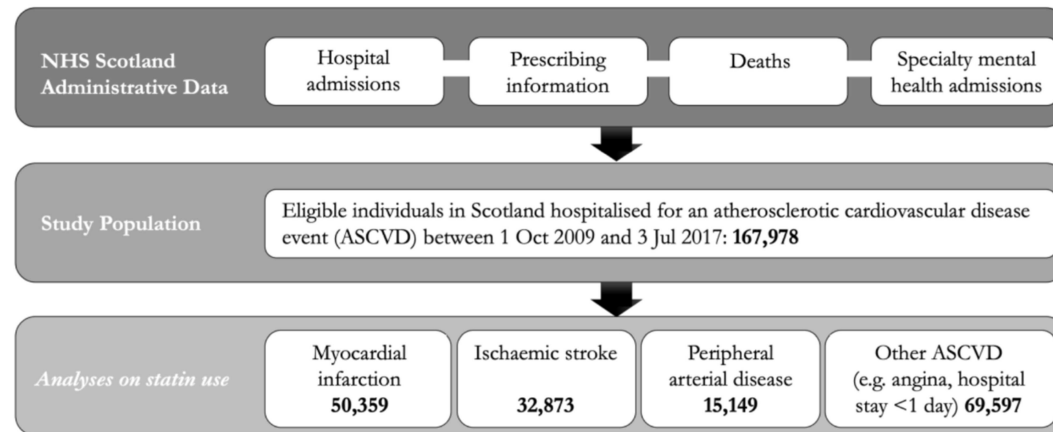 NHS Scotland
Administrative Data
Hospital
admissions
Prescribing
information
Deaths
Specialty mental
health admissions
Study Population
Eligible individuals in Scotland hospitalised for an atherosclerotic cardiovascular disease
event (ASCVD) between 1 Oct 2009 and 3 Jul 2017: 167,978
Analyses on statin use
Myocardial
infarction
50,359
Ischaemic stroke
32,873
Peripheral
arterial disease
15,149
Other ASCVD
(e.g. angina, hospital
stay <1 day) 69,597